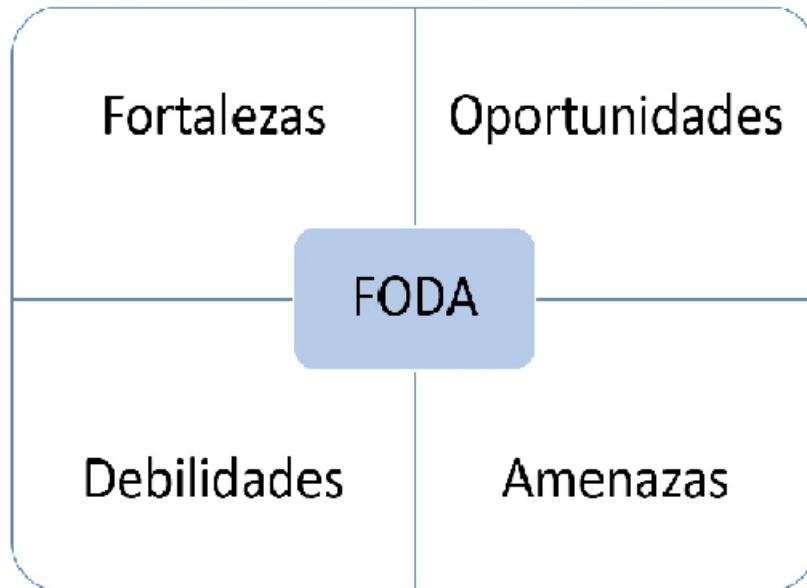 Fortalezas
Oportunidades
FODA
Debilidades
Amenazas